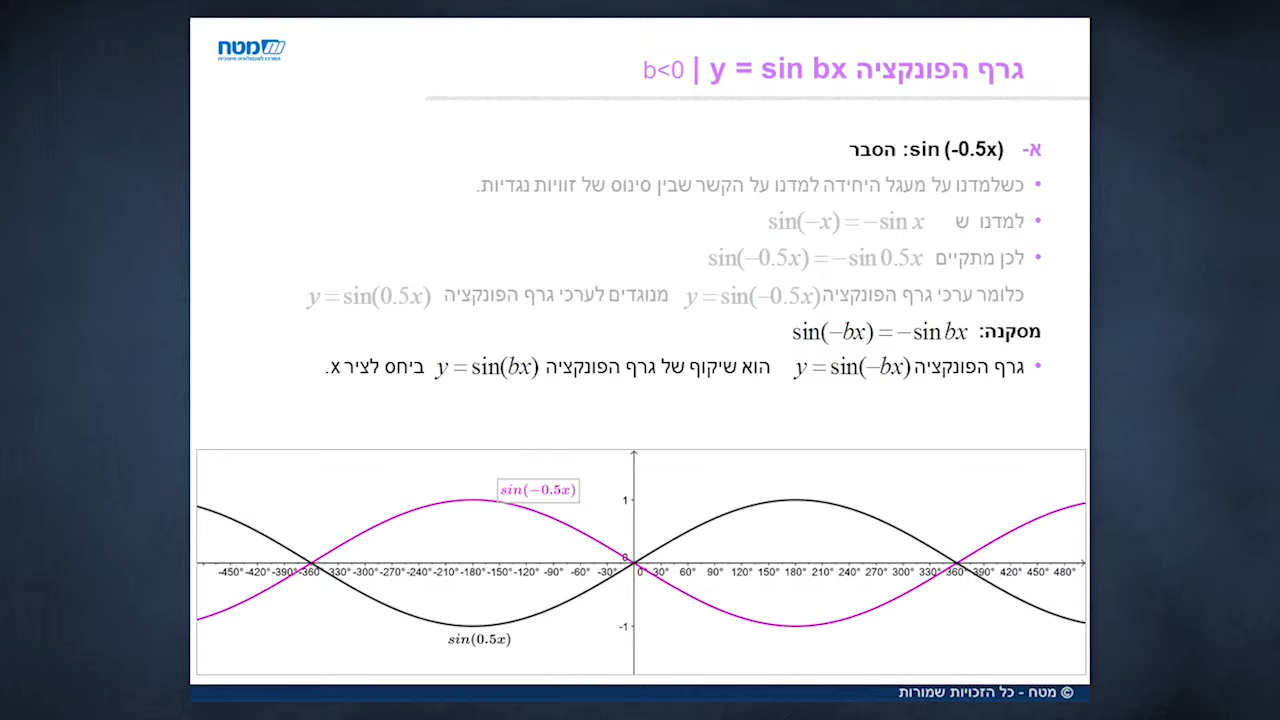 מטח
המרכז לטכנולוגיה חינוכית
גרף הפונקציה y = sin bx | b<0
א- sin (-0.5x): הסבר
• כשלמדנו על מעגל היחידה למדנו על הקשר שבין סינוס של זוויות נגדיות.
• למדנו ש sin(−x) = −sin x
• לכן מתקיים sin(−0.5x) = −sin 0.5x
כלומר ערכי גרף הפונקציה y = sin(−0.5x) מנוגדים לערכי גרף הפונקציה y = sin(0.5x)
מסקנה: sin(−bx) = −sin bx
• גרף הפונקציה y = sin(−bx) הוא שיקוף של גרף הפונקציה y = sin(bx) ביחס לציר x.
sin(−0.5x)
1
0
-450° -420° -390° -360° -330° -300° -270° -240° -210° -180° -150° -120° -90° -60° -30° 0 30° 60° 90° 120° 150° 180° 210° 240° 270° 300° 330° 360° 390° 420° 450° 480°
-1
sin(0.5x)
© מטח - כל הזכויות שמורות